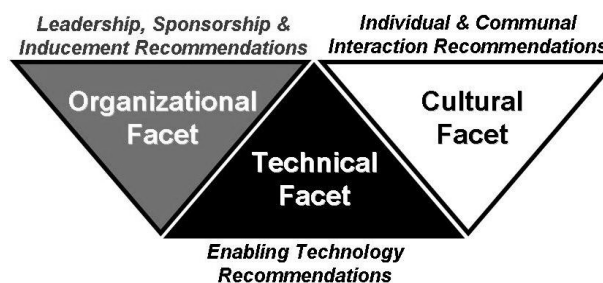 Leadership, Sponsorship &
Inducement Recommendations
Individual & Communal
Interaction Recommendations
Organizational
Facet
Cultural
Facet
Technical
Facet
Enabling Technology
Recommendations